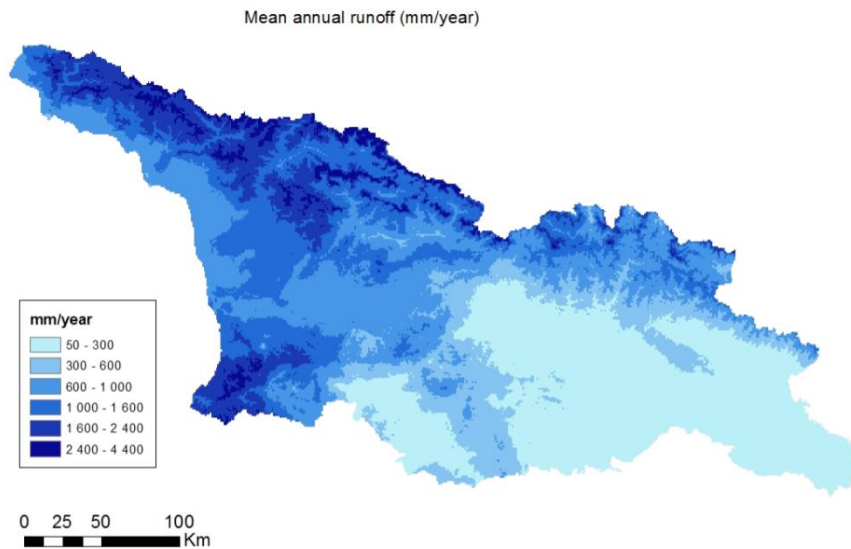 Mean annual runoff (mm/year)
mm/year
50 - 300
300 - 600
600 - 1 000
1 000 - 1 600
1 600 - 2 400
2 400 - 4 400
0 25 50 100
Km